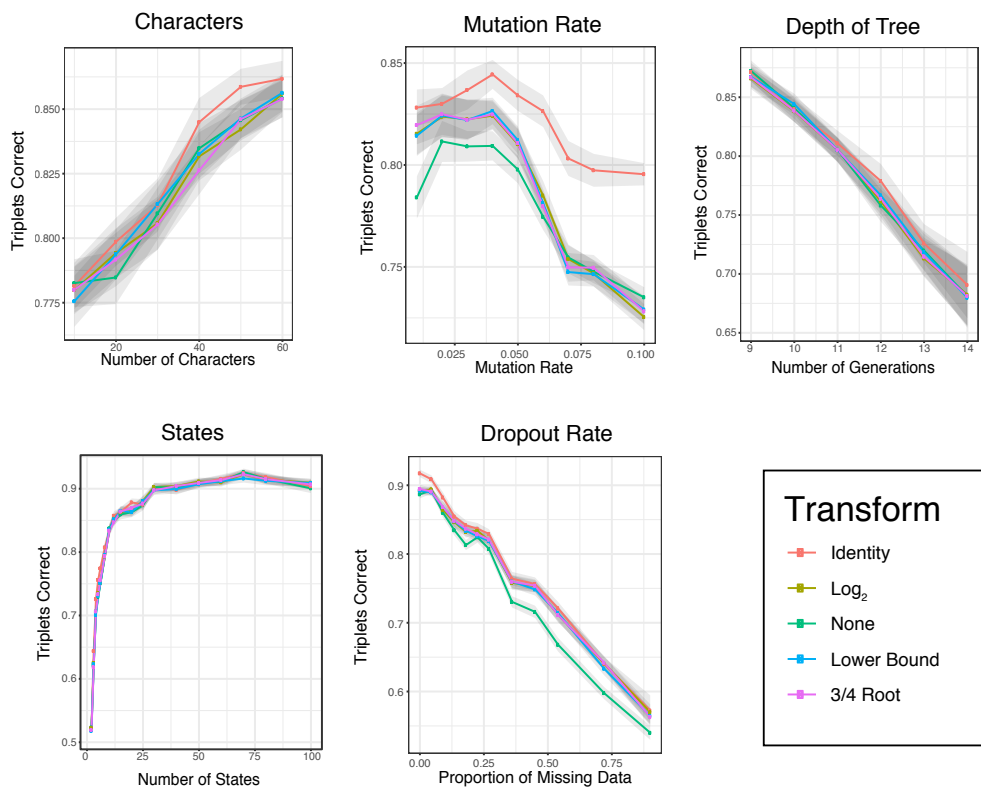 Characters
Triplets Correct
0.850
0.825
0.800
0.775
20
40
60
Number of Characters
Mutation Rate
Triplets Correct
0.85
0.80
0.75
0.025
0.050
0.075
0.100
Mutation Rate
Depth of Tree
Triplets Correct
0.85
0.80
0.75
0.70
0.65
9
10
11
12
13
14
Number of Generations
States
Triplets Correct
0.9
0.8
0.7
0.6
0.5
0
25
50
75
100
Number of States
Dropout Rate
Triplets Correct
0.9
0.8
0.7
0.6
0.00
0.25
0.50
0.75
Proportion of Missing Data
Transform
Identity
Log₂
None
Lower Bound
3/4 Root